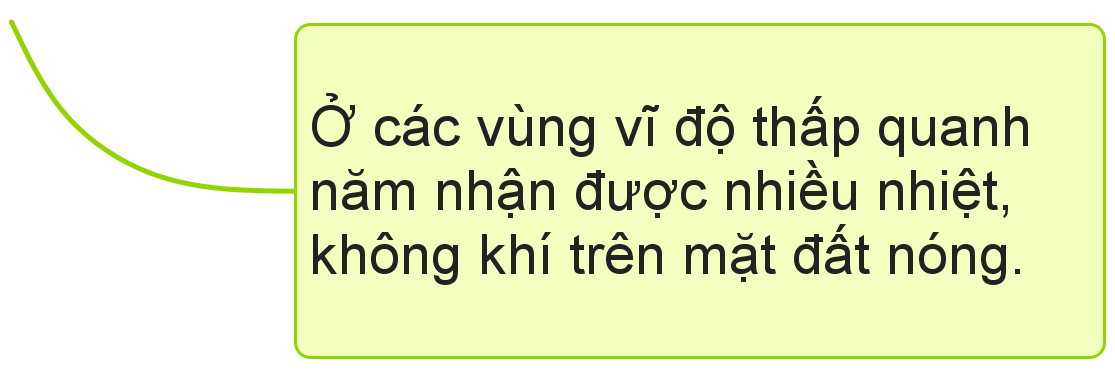 Ở các vùng vĩ độ thấp quanh
năm nhận được nhiều nhiệt,
không khí trên mặt đất nóng.